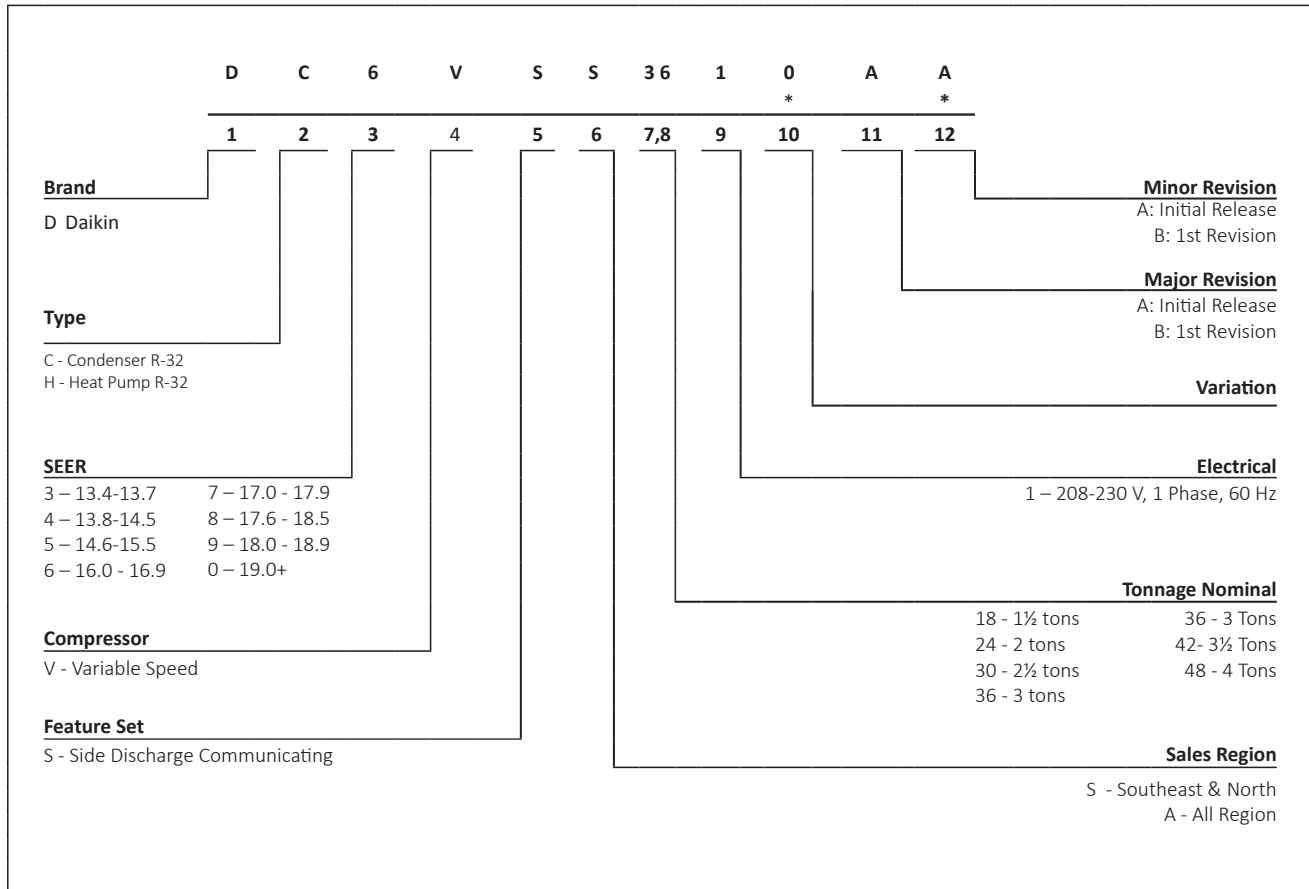 D C 6 V S S 3 6 1 0 A A
* *
1 2 3 4 5 6 7,8 9 10 11 12
Brand
D Daikin
Type
C - Condenser R-32
H - Heat Pump R-32
SEER
3 – 13.4-13.7 7 – 17.0 - 17.9
4 – 13.8-14.5 8 – 17.6 - 18.5
5 – 14.6-15.5 9 – 18.0 - 18.9
6 – 16.0 - 16.9 0 – 19.0+
Compressor
V - Variable Speed
Feature Set
S - Side Discharge Communicating
Minor Revision
A: Initial Release
B: 1st Revision
Major Revision
A: Initial Release
B: 1st Revision
Variation
Electrical
1 – 208-230 V, 1 Phase, 60 Hz
Tonnage Nominal
18 - 1½ tons 36 - 3 Tons
24 - 2 tons 42- 3½ Tons
30 - 2½ tons 48 - 4 Tons
36 - 3 tons
Sales Region
S - Southeast & North
A - All Region